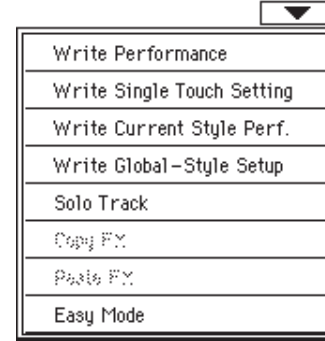 Write Performance
Write Single Touch Setting
Write Current Style Perf.
Write Global-Style Setup
Solo Track
Copy FX
Paste FX
Easy Mode